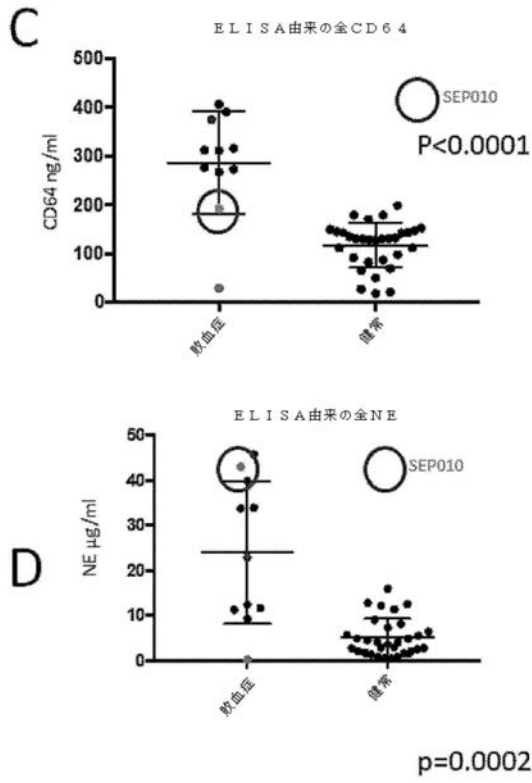 C
ELISA由来の全CD64
500
400
300
200
100
0
CD64 ng/ml
SEP010
P<0.0001
敗血症
健常
D
ELISA由来の全NE
50
40
30
20
10
0
NE μg/ml
SEP010
敗血症
健常
p=0.0002